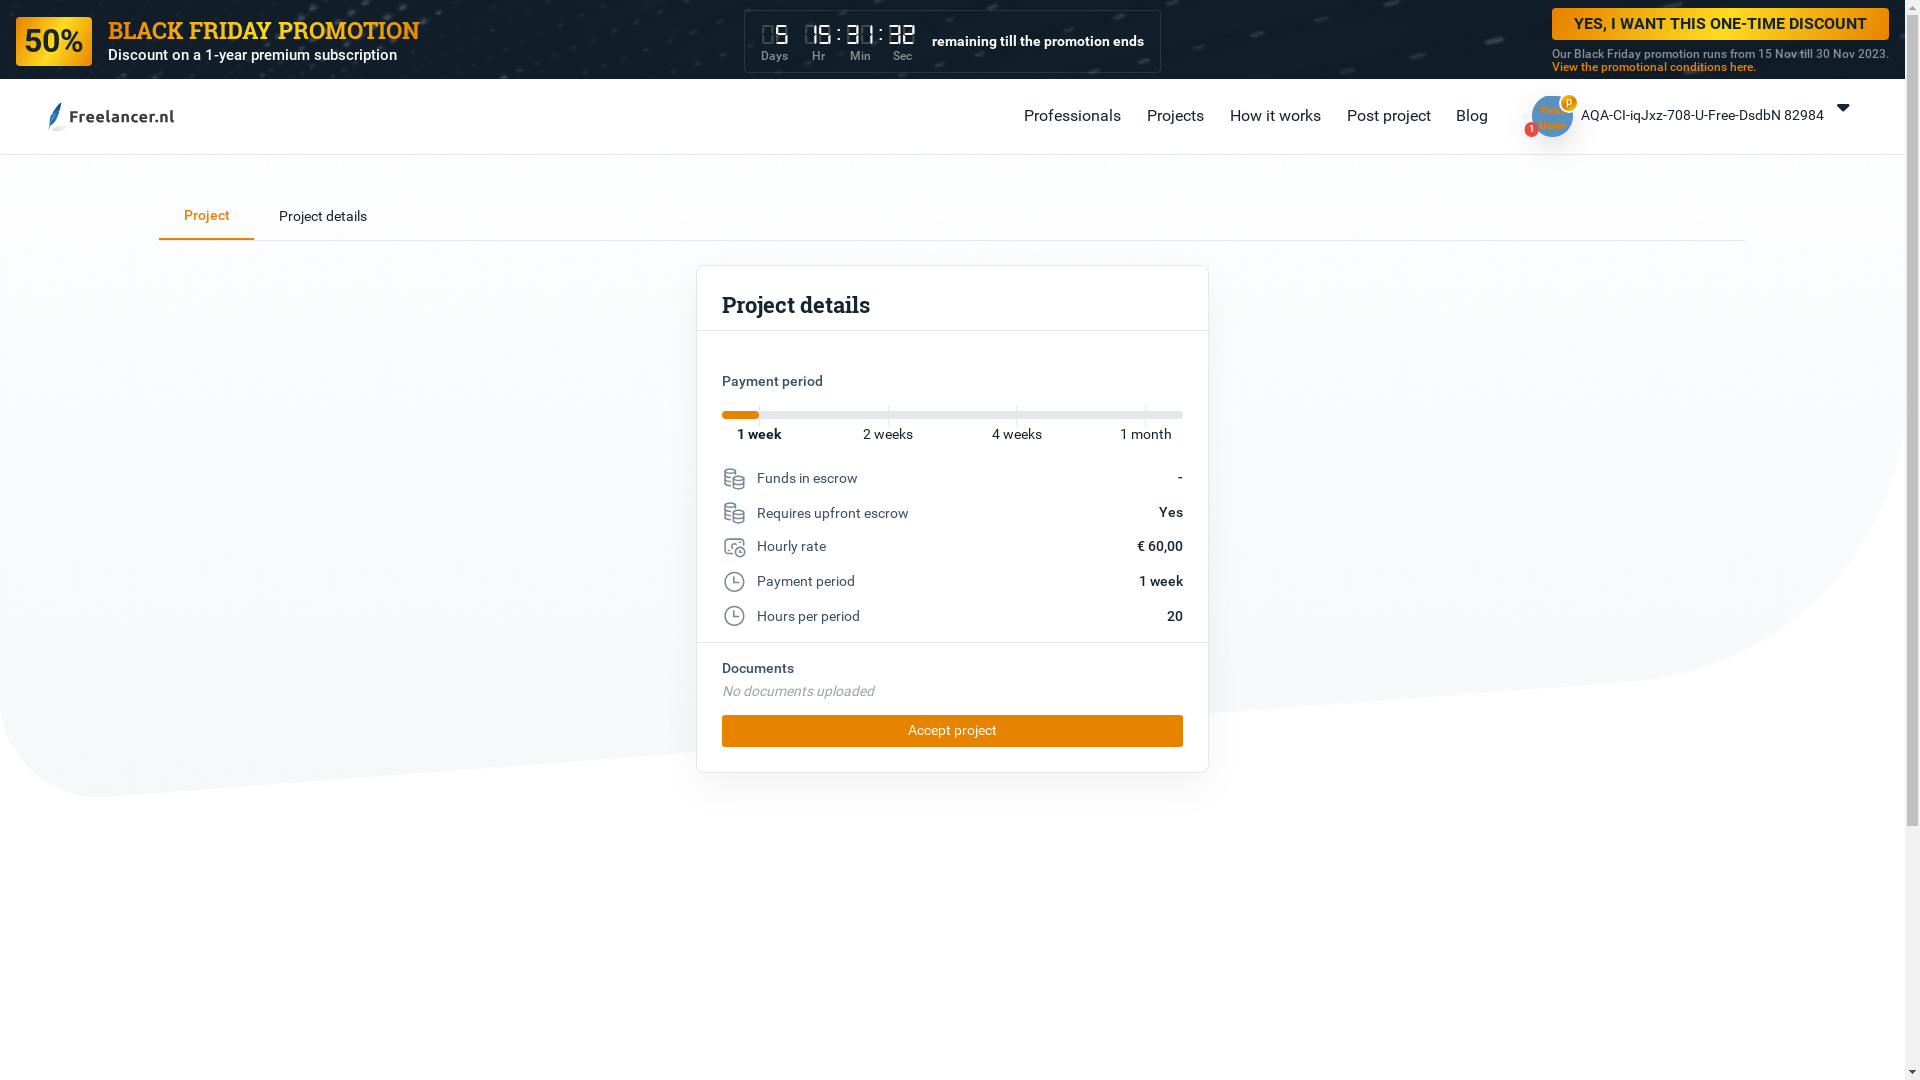 50%
BLACK FRIDAY PROMOTION
Discount on a 1-year premium subscription
5 15 : 31 : 32
Days Hr Min Sec
remaining till the promotion ends
YES, I WANT THIS ONE-TIME DISCOUNT
Our Black Friday promotion runs from 15 Nov till 30 Nov 2023.
View the promotional conditions here.
Freelancer.nl
Professionals
Projects
How it works
Post project
Blog
Test
User
P
1
AQA-CI-iqJxz-708-U-Free-DsdbN 82984
Project
Project details
Project details
Payment period
1 week
2 weeks
4 weeks
1 month
Funds in escrow -
Requires upfront escrow Yes
Hourly rate € 60,00
Payment period 1 week
Hours per period 20
Documents
No documents uploaded
Accept project